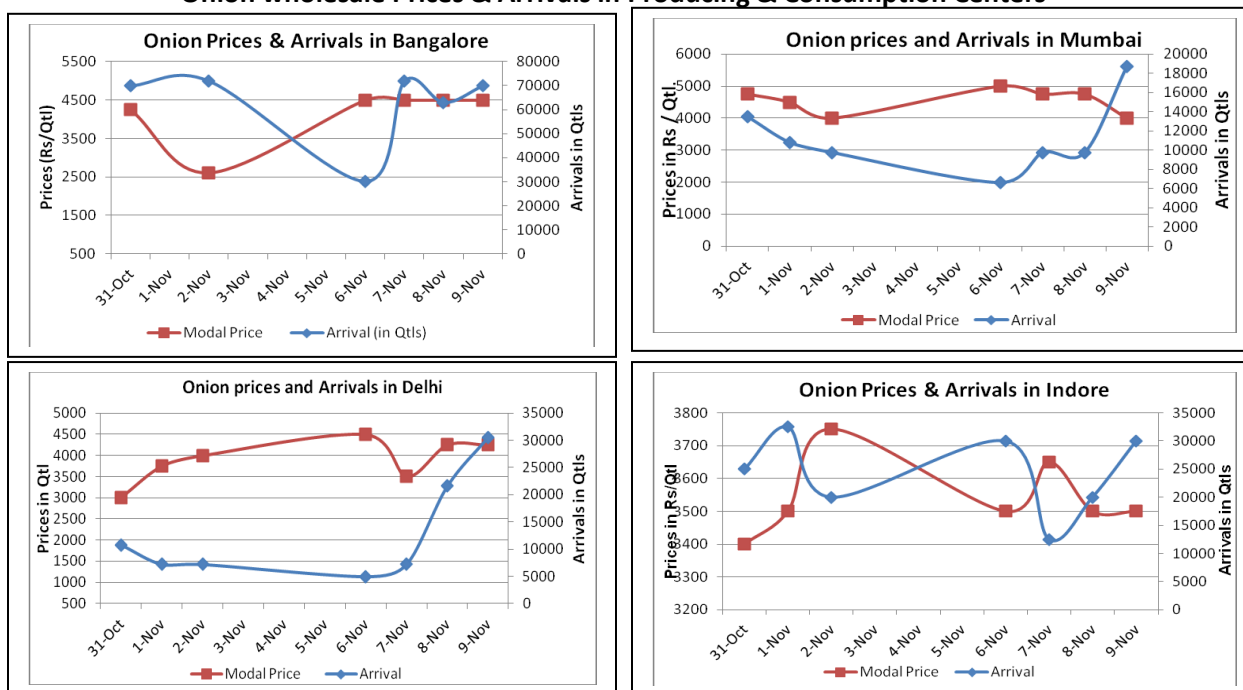 Onion Wholesale Prices & Arrivals in Producing & Consumption Centers
Onion Prices & Arrivals in Bangalore
5500
4500
3500
2500
1500
500
Prices (Rs/Qtl)
80000
70000
60000
50000
40000
30000
20000
10000
0
Arrivals in Qtls
31-Oct
1-Nov
2-Nov
3-Nov
4-Nov
5-Nov
6-Nov
7-Nov
8-Nov
9-Nov
Modal Price
Arrival (in Qtls)
Onion prices and Arrivals in Mumbai
6000
5000
4000
3000
2000
1000
0
Prices in Rs / Qtl
20000
18000
16000
14000
12000
10000
8000
6000
4000
2000
0
Arrivals in Qtls
31-Oct
1-Nov
2-Nov
3-Nov
4-Nov
5-Nov
6-Nov
7-Nov
8-Nov
9-Nov
Modal Price
Arrival
Onion prices and Arrivals in Delhi
5000
4500
4000
3500
3000
2500
2000
1500
1000
500
Prices in Qtl
35000
30000
25000
20000
15000
10000
5000
0
Arrivals in Qtls
31-Oct
1-Nov
2-Nov
3-Nov
4-Nov
5-Nov
6-Nov
7-Nov
8-Nov
9-Nov
Modal Price
Arrival
Onion Prices & Arrivals in Indore
3800
3700
3600
3500
3400
3300
3200
Prices in Rs/Qtl
35000
30000
25000
20000
15000
10000
5000
0
Arrivals in Qtls
31-Oct
1-Nov
2-Nov
3-Nov
4-Nov
5-Nov
6-Nov
7-Nov
8-Nov
9-Nov
Modal Price
Arrival